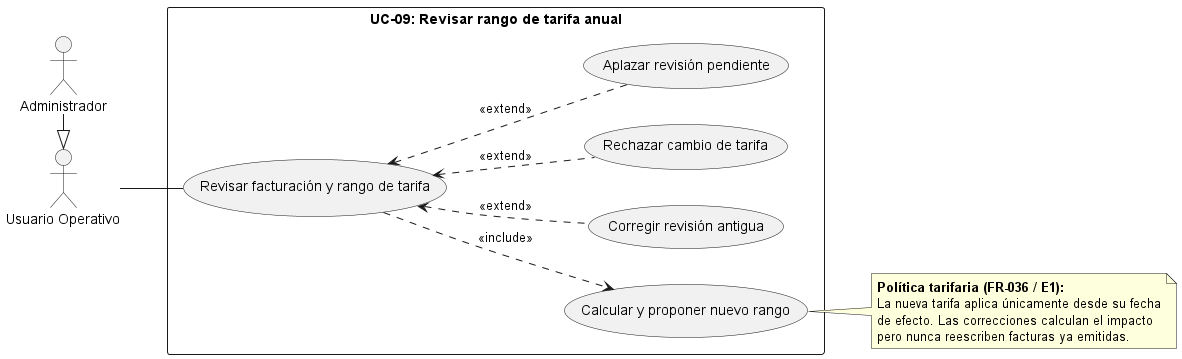 UC-09: Revisar rango de tarifa anual
Administrador
Usuario Operativo
Revisar facturación y rango de tarifa
«extend»
Aplazar revisión pendiente
«extend»
Rechazar cambio de tarifa
«extend»
Corregir revisión antigua
«include»
Calcular y proponer nuevo rango
Política tarifaria (FR-036 / E1):
La nueva tarifa aplica únicamente desde su fecha
de efecto. Las correcciones calculan el impacto
pero nunca reescriben facturas ya emitidas.